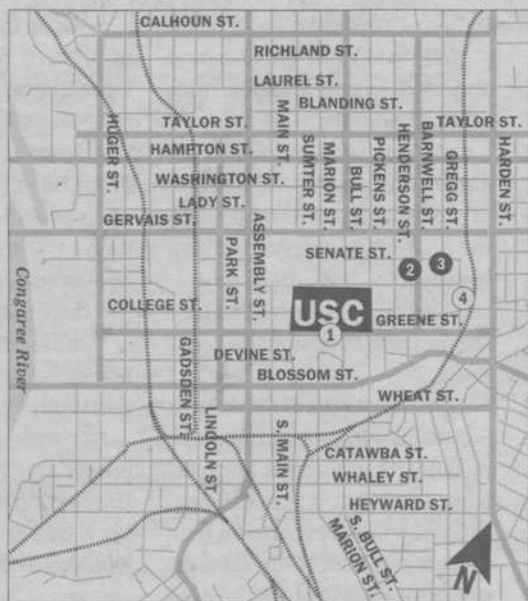 CALHOUN ST.
RICHLAND ST.
LAUREL ST.
BLANDING ST.
TAYLOR ST.
TAYLOR ST.
HAMPTON ST.
WASHINGTON ST.
LADY ST.
GERVAIS ST.
HUGER ST.
MAIN ST.
SUMTER ST.
MARION ST.
BULL ST.
PICKENS ST.
HENDERSON ST.
BARNWELL ST.
GREGG ST.
HARDEN ST.
SENATE ST.
PARK ST.
ASSEMBLY ST.
2
3
4
Congaree River
COLLEGE ST.
USC
1
GREENE ST.
GADSDEN ST.
DEVINE ST.
BLOSSOM ST.
WHEAT ST.
LINCOLN ST
S. MAIN ST.
CATAWBA ST.
WHALEY ST.
HEYWARD ST.
S. BULL ST.
MARION ST.
N